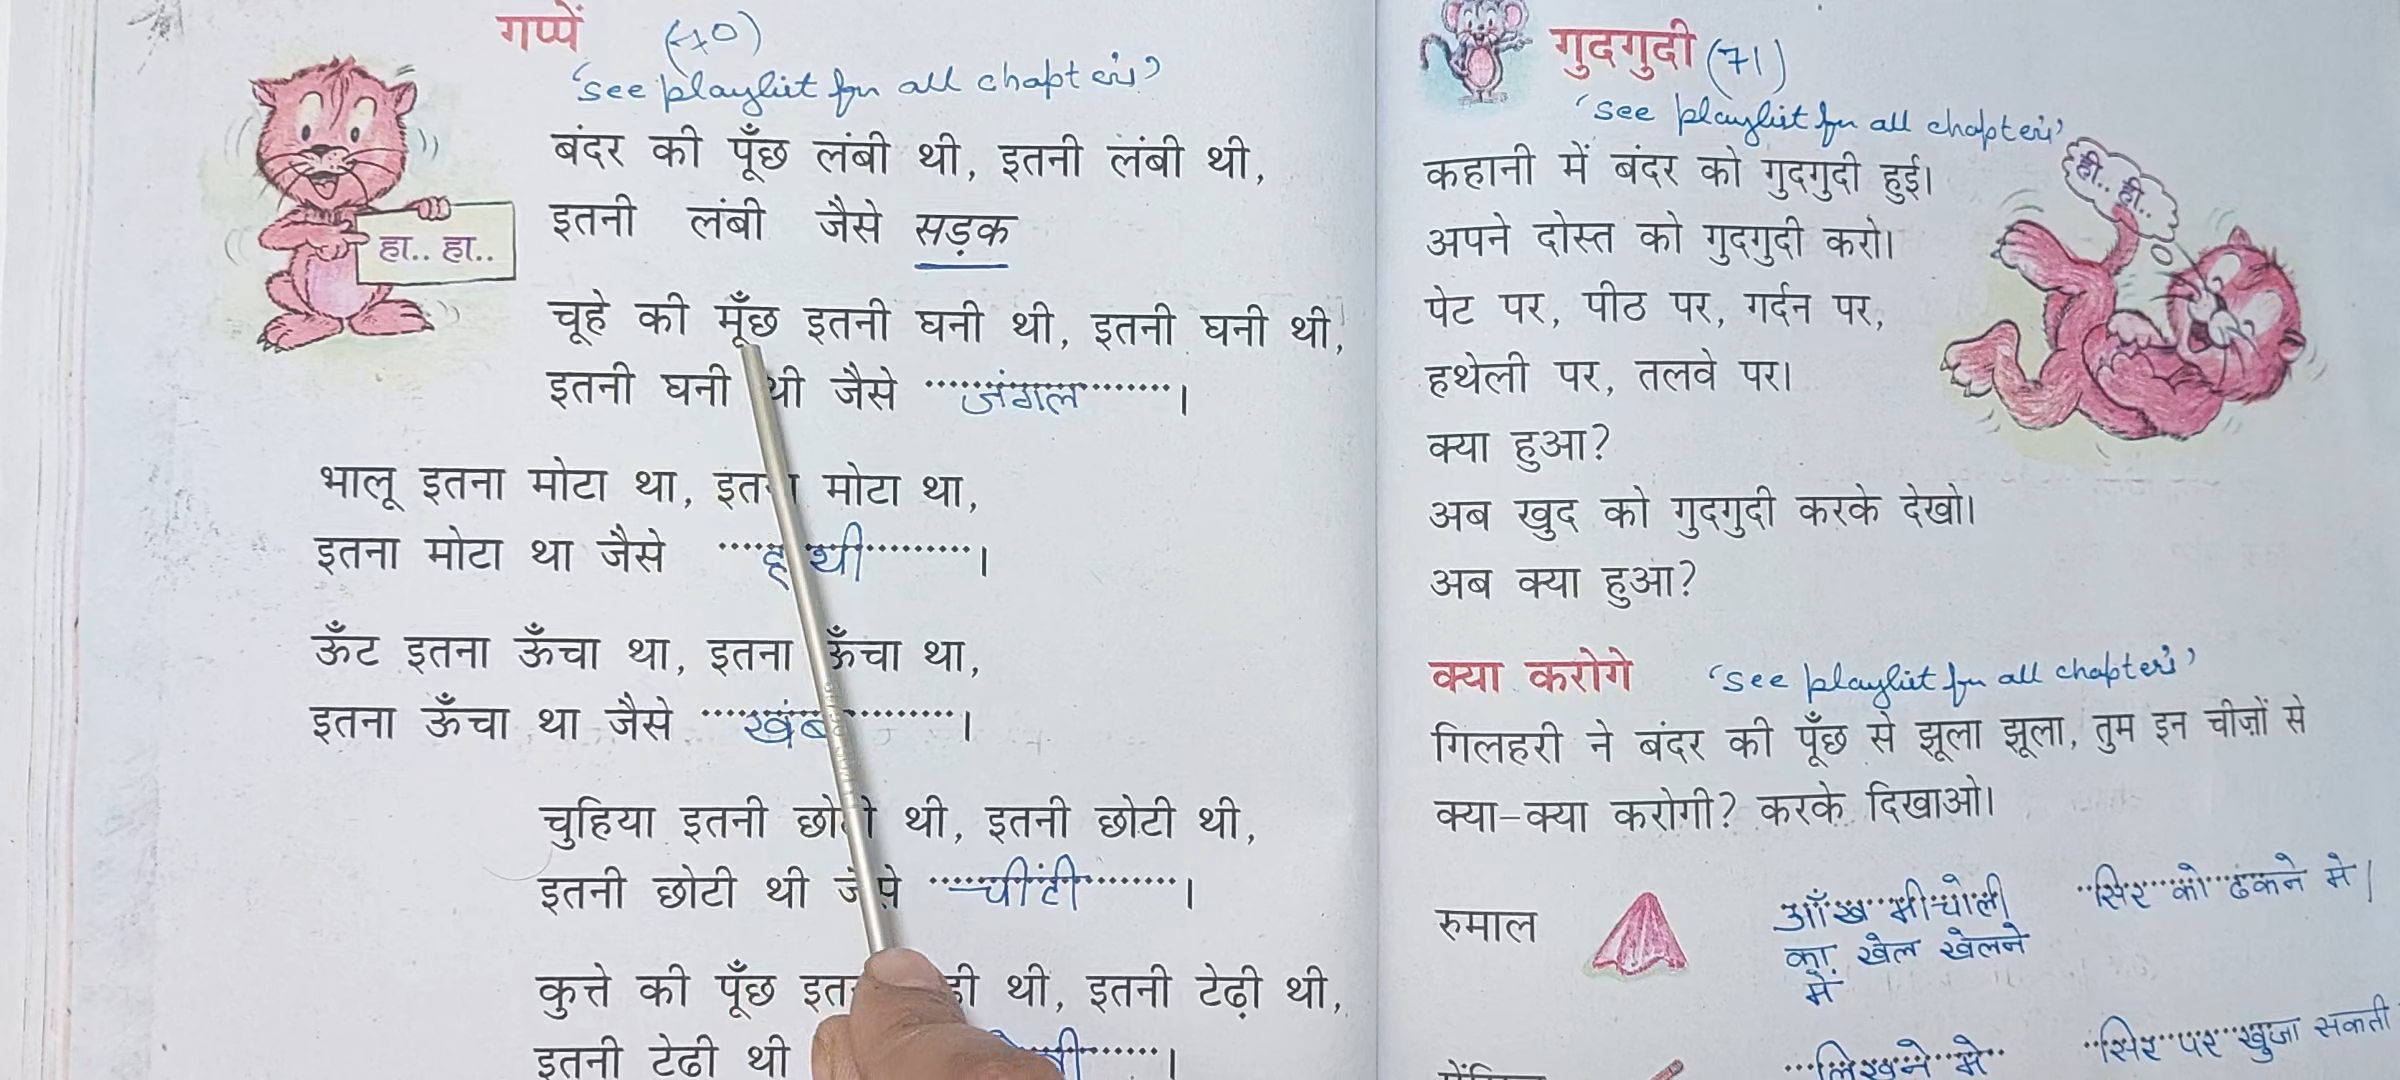 गप्पें (70)
'see playlist for all chapters'
हा.. हा..
बंदर की पूँछ लंबी थी, इतनी लंबी थी,
इतनी लंबी जैसे सड़क
चूहे की मूँछ इतनी घनी थी, इतनी घनी थी,
इतनी घनी थी जैसे जंगल।
भालू इतना मोटा था, मोटा था,
इतना मोटा था जैसे ।
ऊँट इतना ऊँचा था, इतना ऊँचा था,
इतना ऊँचा था जैसे ।
चुहिया इतनी थी, इतनी छोटी थी,
इतनी छोटी थी चींटी।
कुत्ते की पूँछ थी, इतनी टेढ़ी थी,
इतनी टेढी थी ।
गुदगुदी (71)
'see playlist for all chapters'
ही.. ही..
कहानी में बंदर को गुदगुदी हुई।
अपने दोस्त को गुदगुदी करो।
पेट पर, पीठ पर, गर्दन पर,
हथेली पर, तलवे पर।
क्या हुआ?
अब खुद को गुदगुदी करके देखो।
अब क्या हुआ?
क्या करोगे 'see playlist for all chapters'
गिलहरी ने बंदर की पूँछ से झूला झूला, तुम इन चीज़ों से
क्या-क्या करोगी? करके दिखाओ।
रुमाल आँख मीचोली सिर को ढंकने मे।
का खेल खेलने
में
लिखने मे सिर पर खुजा सकती